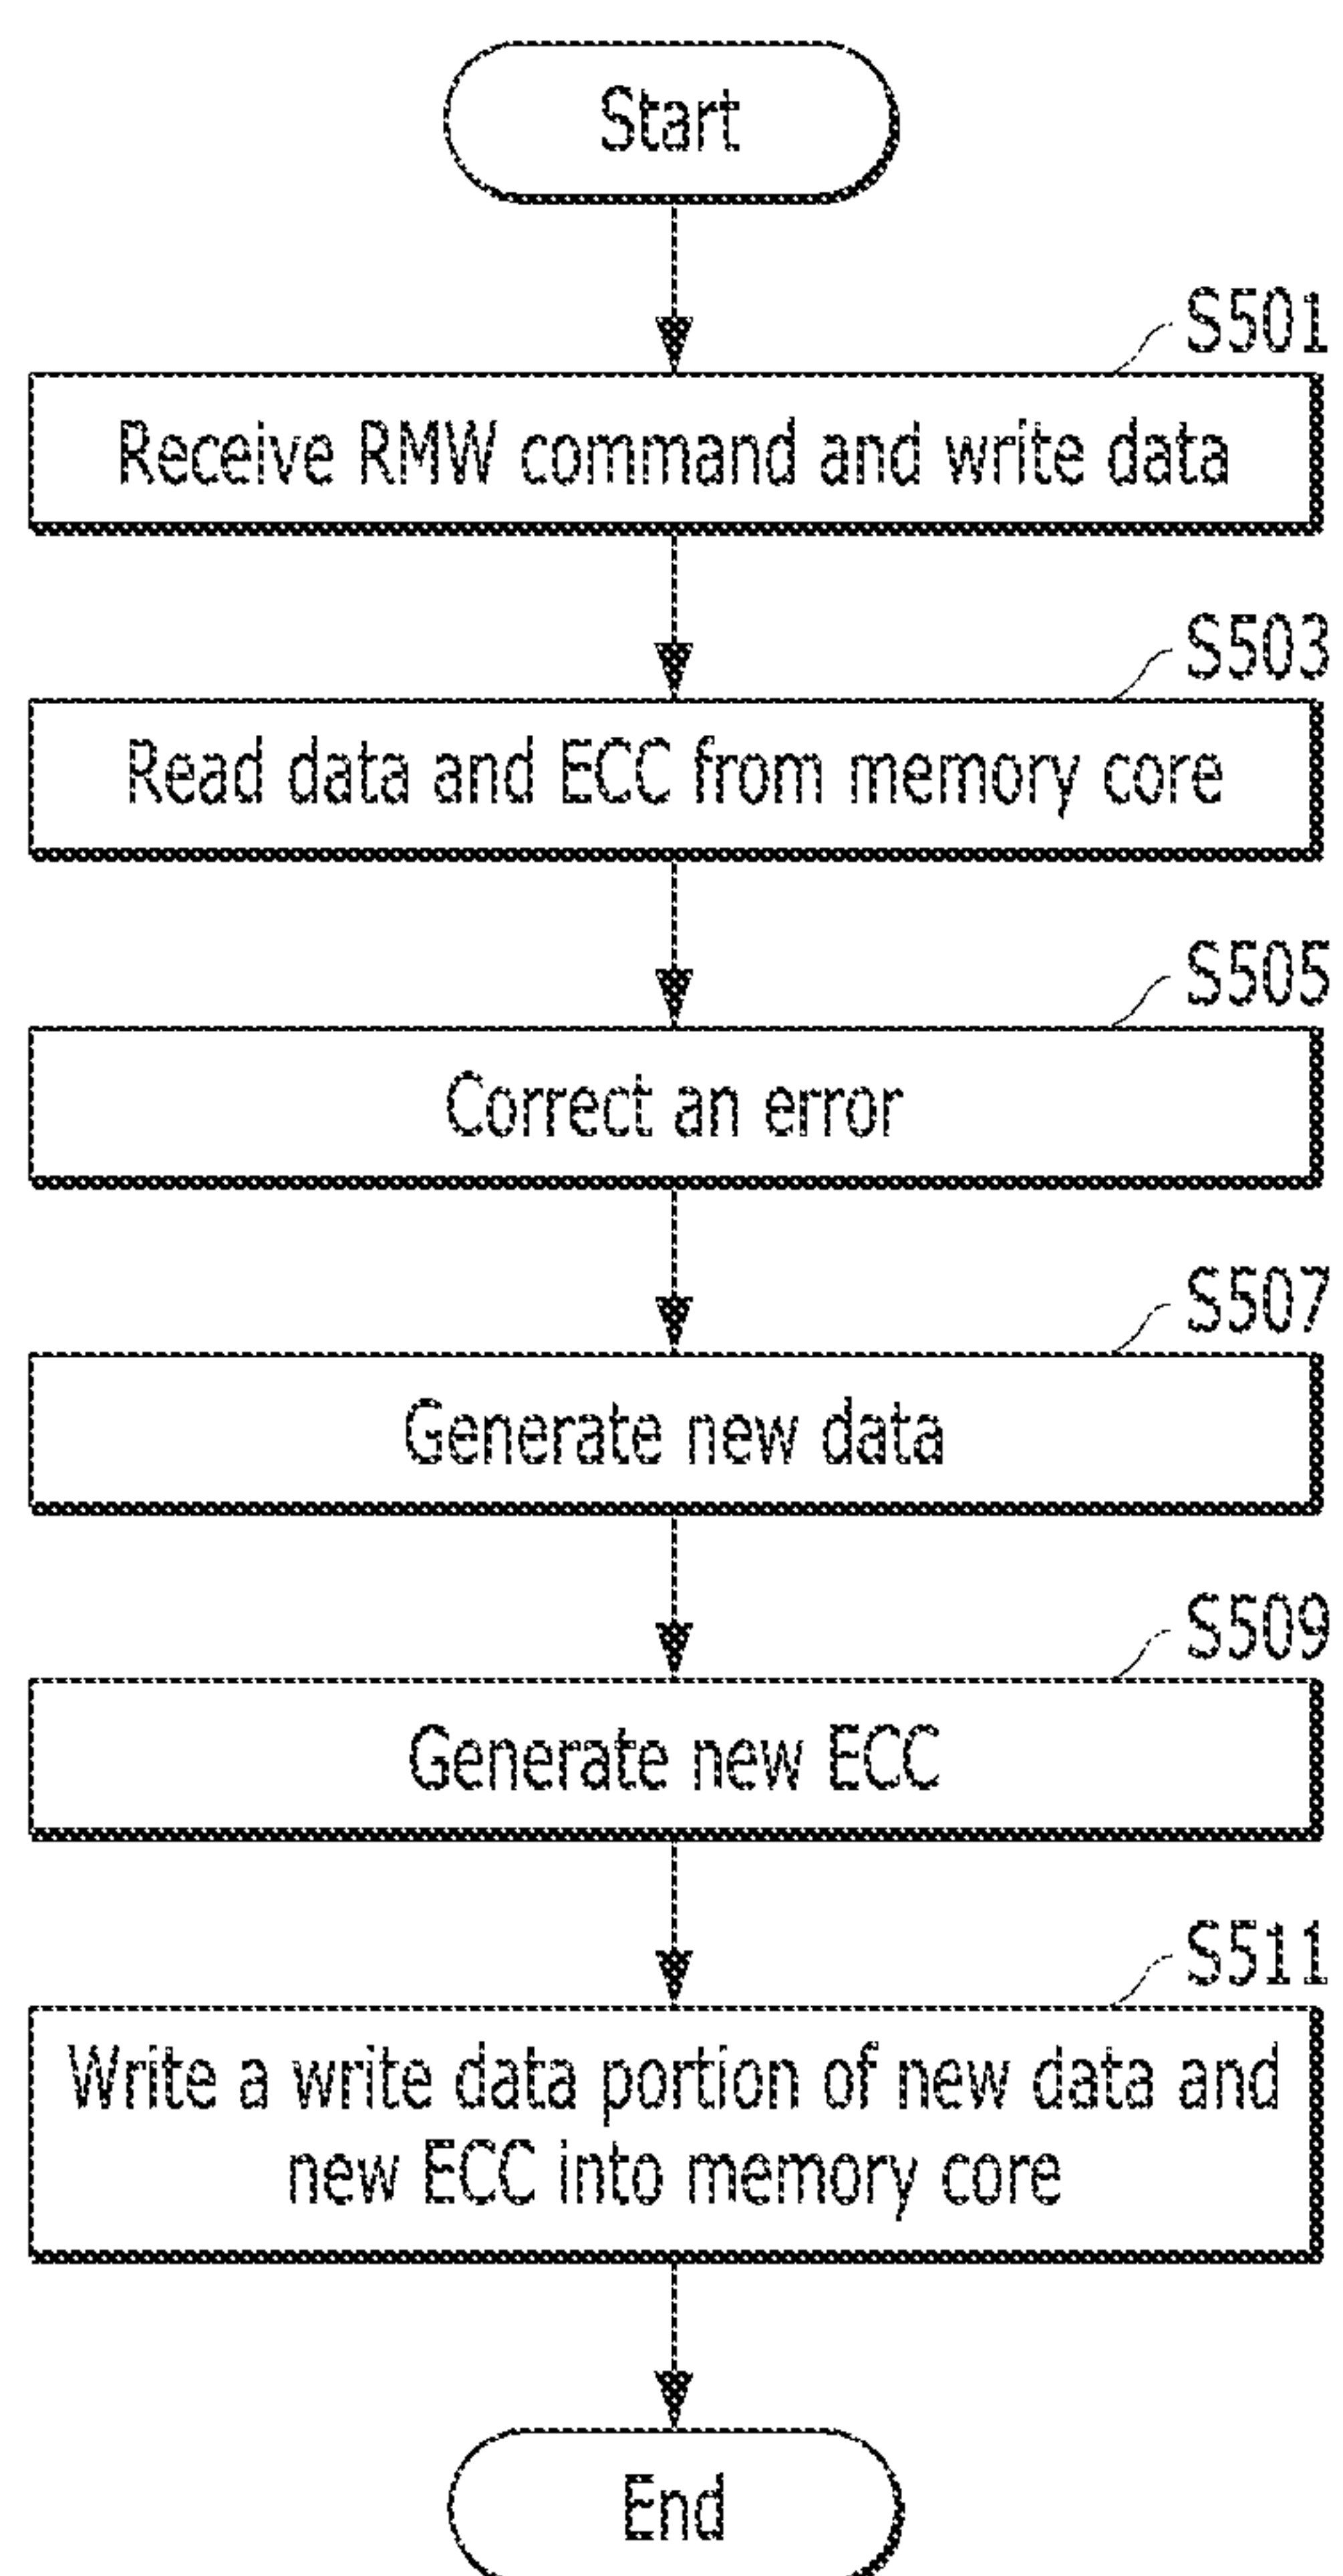 Start
S501
Receive RMW command and write data
S503
Read data and ECC from memory core
S505
Correct an error
S507
Generate new data
S509
Generate new ECC
S511
Write a write data portion of new data and
new ECC into memory core
End